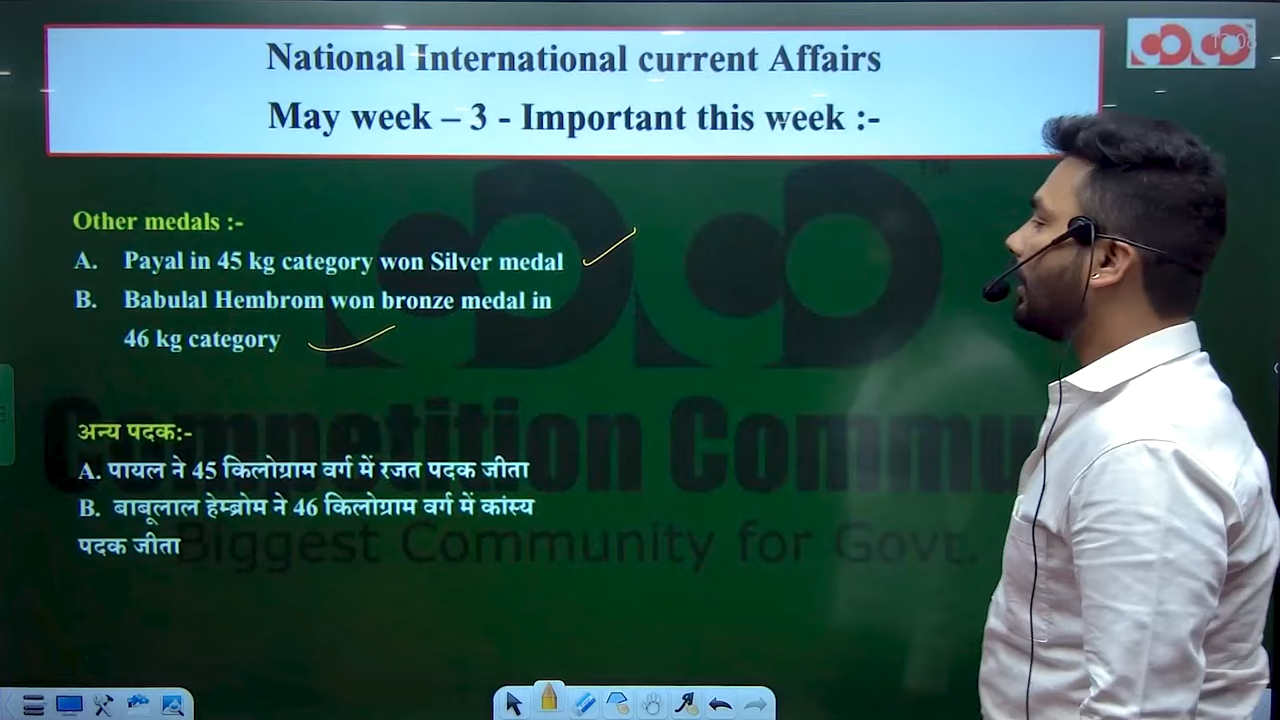 National International current Affairs
May week – 3 - Important this week :-
Other medals :-
A. Payal in 45 kg category won Silver medal
B. Babulal Hembrom won bronze medal in
46 kg category
अन्य पदक:-
A. पायल ने 45 किलोग्राम वर्ग में रजत पदक जीता
B. बाबूलाल हेम्ब्रोम ने 46 किलोग्राम वर्ग में कांस्य
पदक जीता
Competition Commu
Biggest Community for Govt.
TM